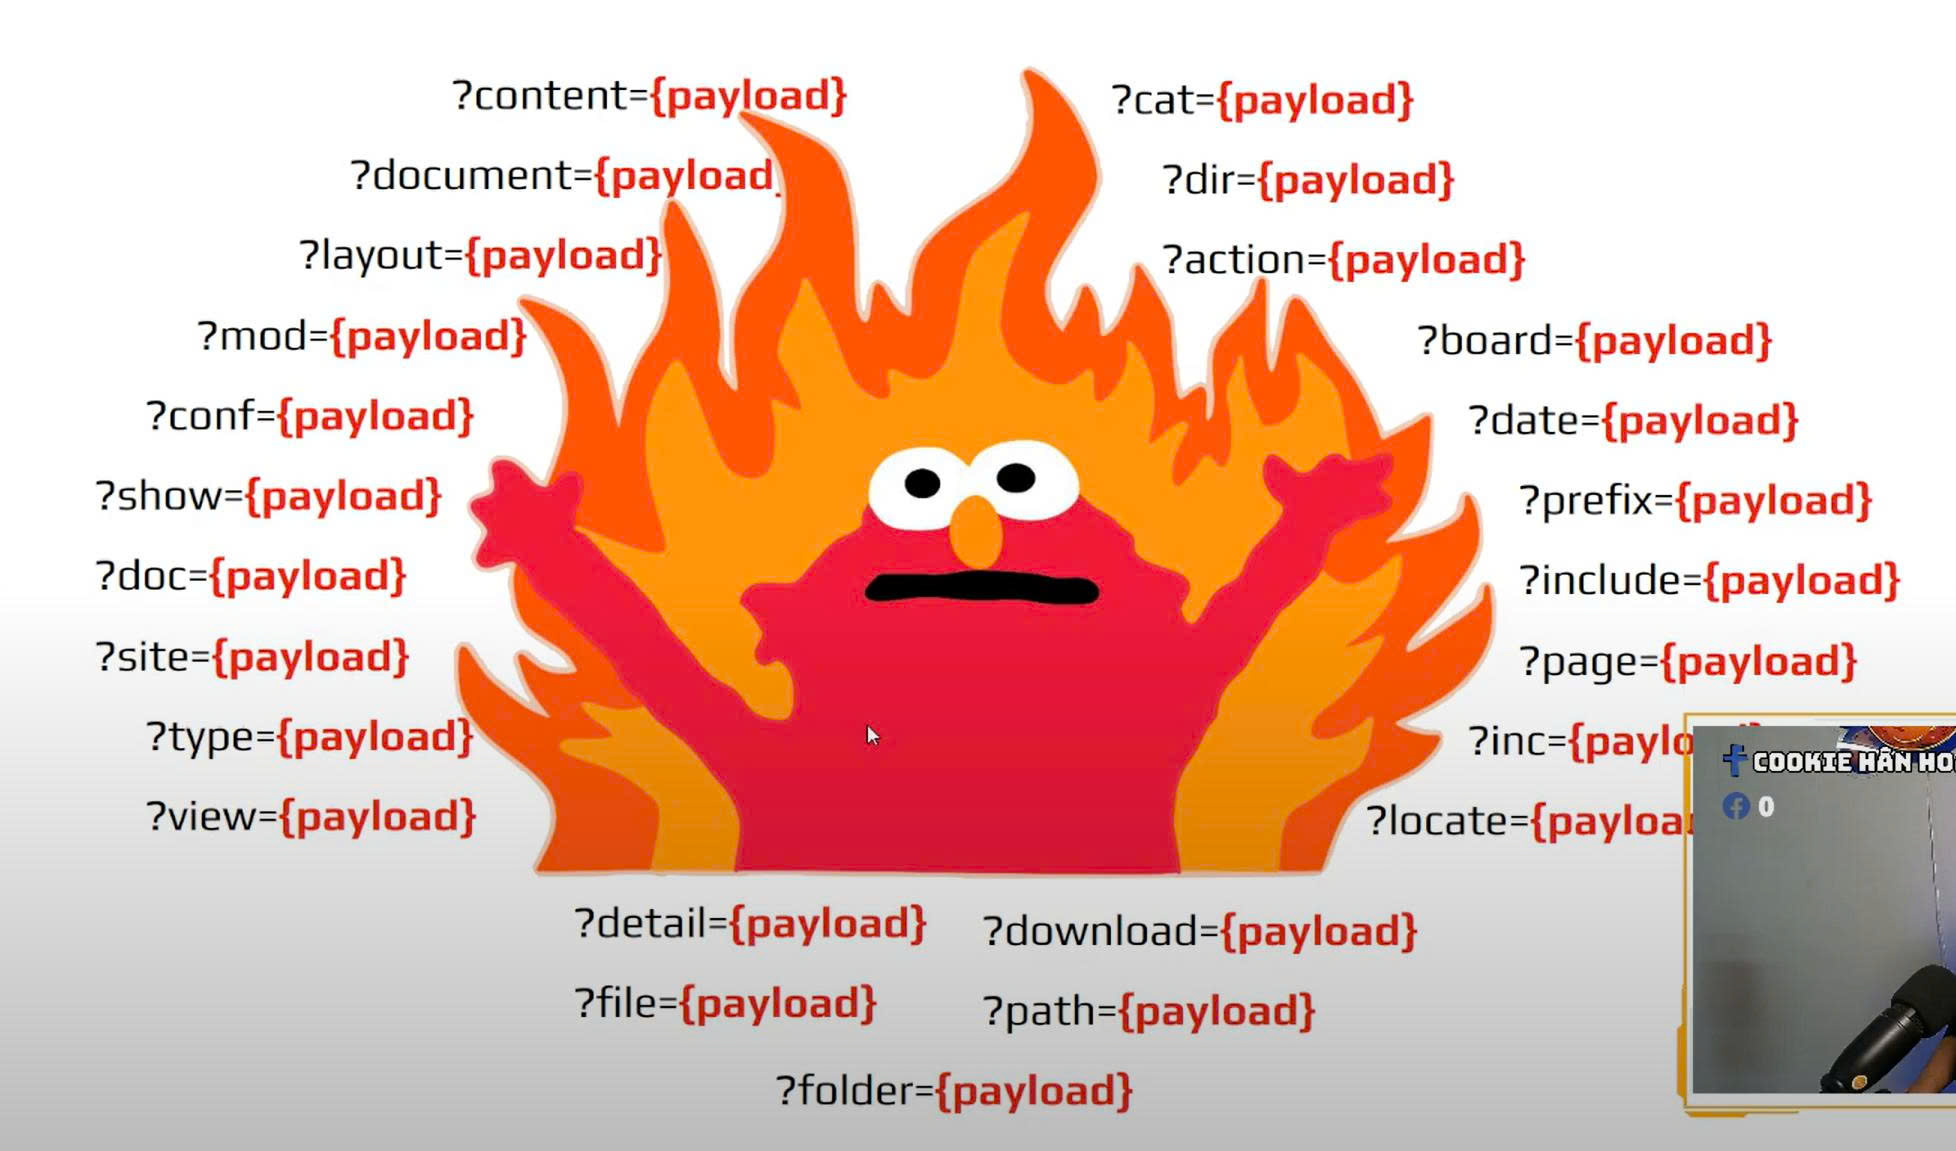 ?content={payload}
?document={payload
?layout={payload}
?mod={payload}
?conf={payload}
?show={payload}
?doc={payload}
?site={payload}
?type={payload}
?view={payload}
?cat={payload}
?dir={payload}
?action={payload}
?board={payload}
?date={payload}
?prefix={payload}
?include={payload}
?page={payload}
?inc={paylo
?locate={payloa
?detail={payload}
?download={payload}
?file={payload}
?path={payload}
?folder={payload}
COOKIE HÂN HO
0